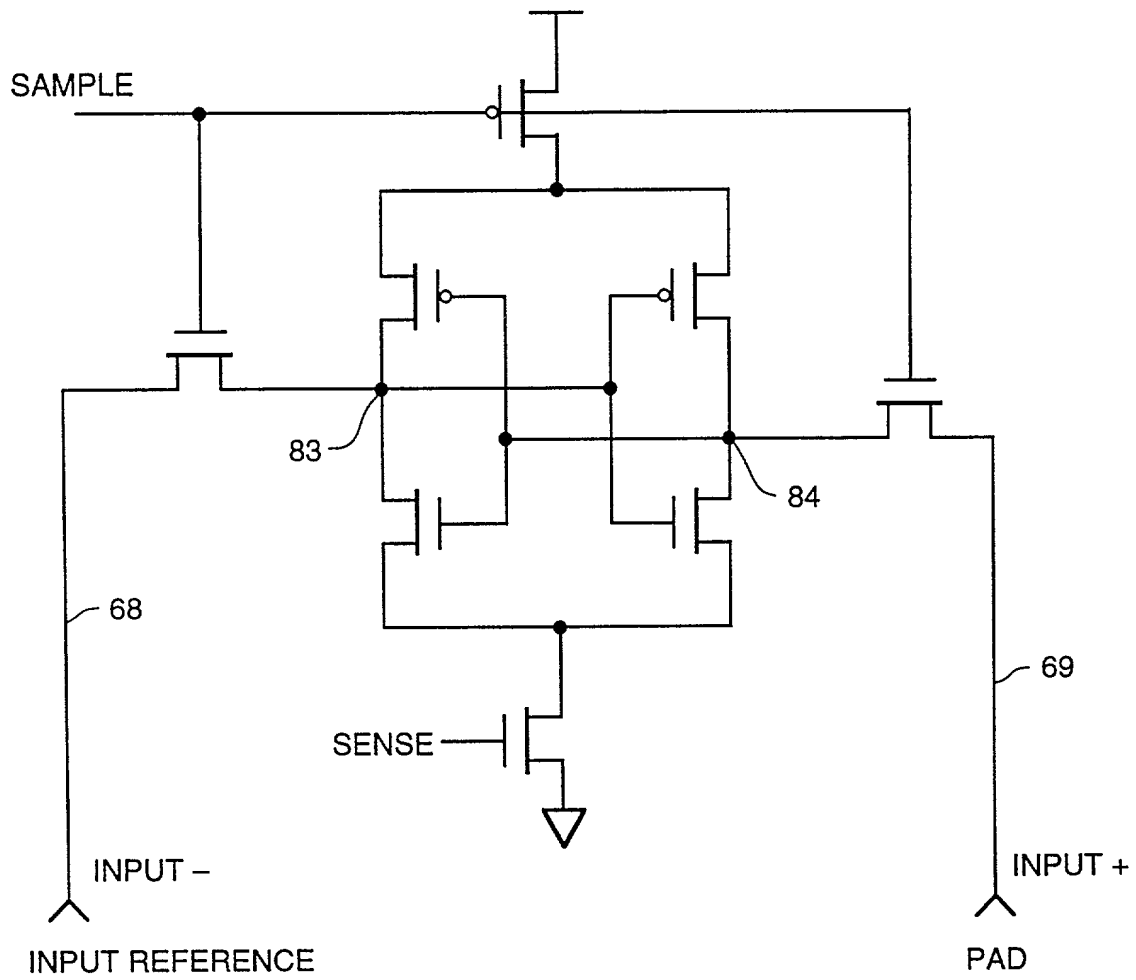 SAMPLE
83
84
68
69
SENSE
INPUT –
INPUT +
INPUT REFERENCE
PAD